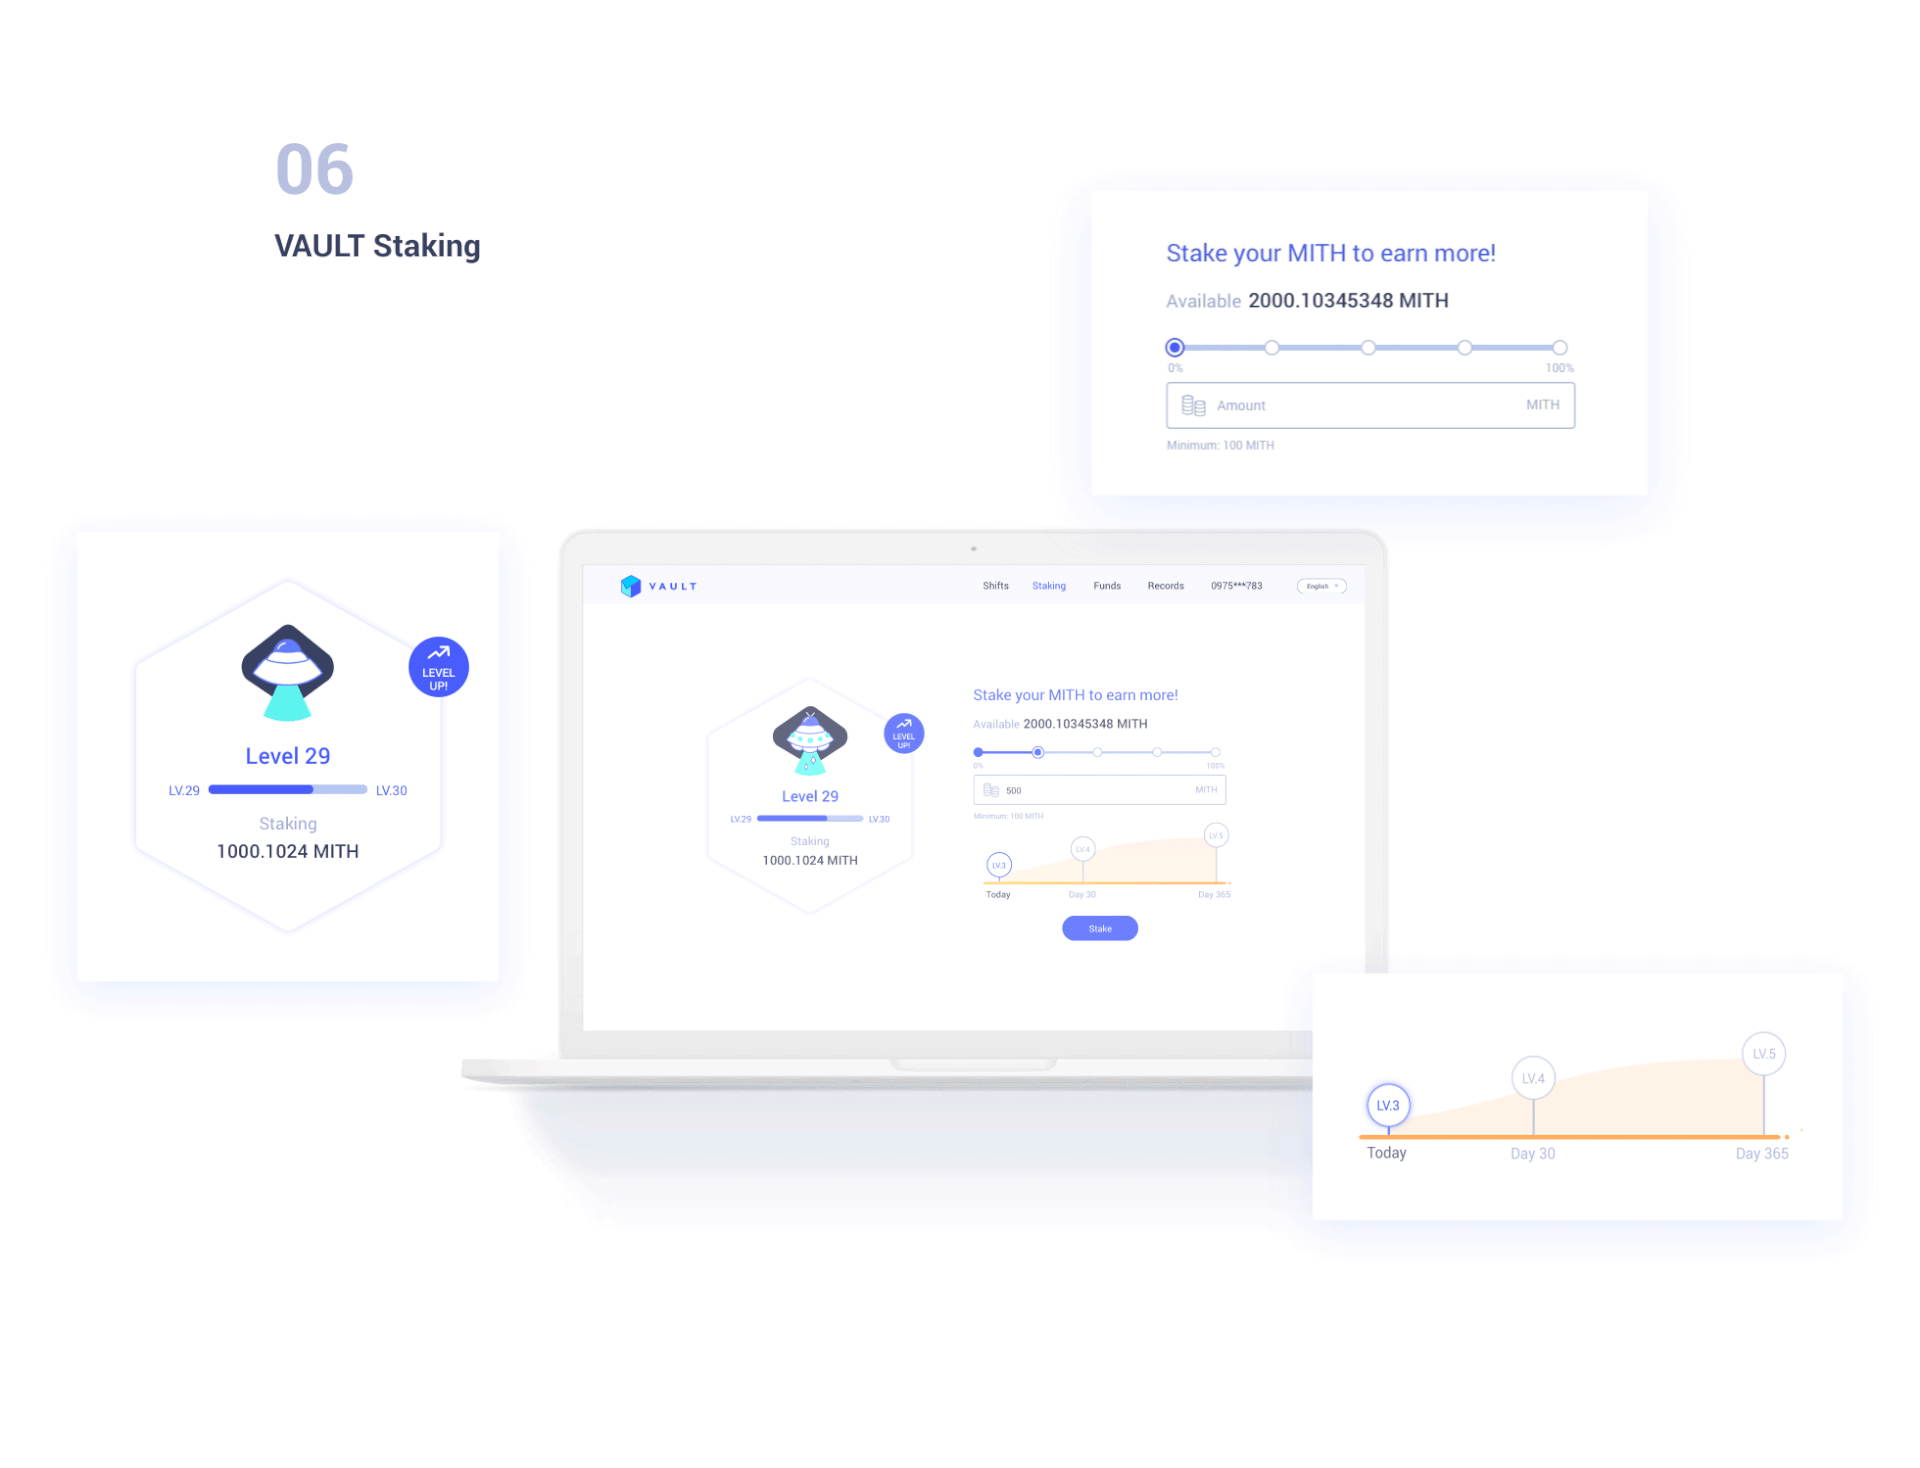 06
VAULT Staking
Stake your MITH to earn more!
Available 2000.10345348 MITH
0% 100%
Amount MITH
Minimum: 100 MITH
LEVEL
UP!
Level 29
LV.29 LV.30
Staking
1000.1024 MITH
VAULT Shifts Staking Funds Records 0975***783 English
LEVEL
UP!
Level 29
LV.29 LV.30
Staking
1000.1024 MITH
Stake your MITH to earn more!
Available 2000.10345348 MITH
0% 100%
500 MITH
Minimum: 100 MITH
LV.3 LV.4 LV.5
Today Day 30 Day 365
Stake
LV.3 LV.4 LV.5
Today Day 30 Day 365